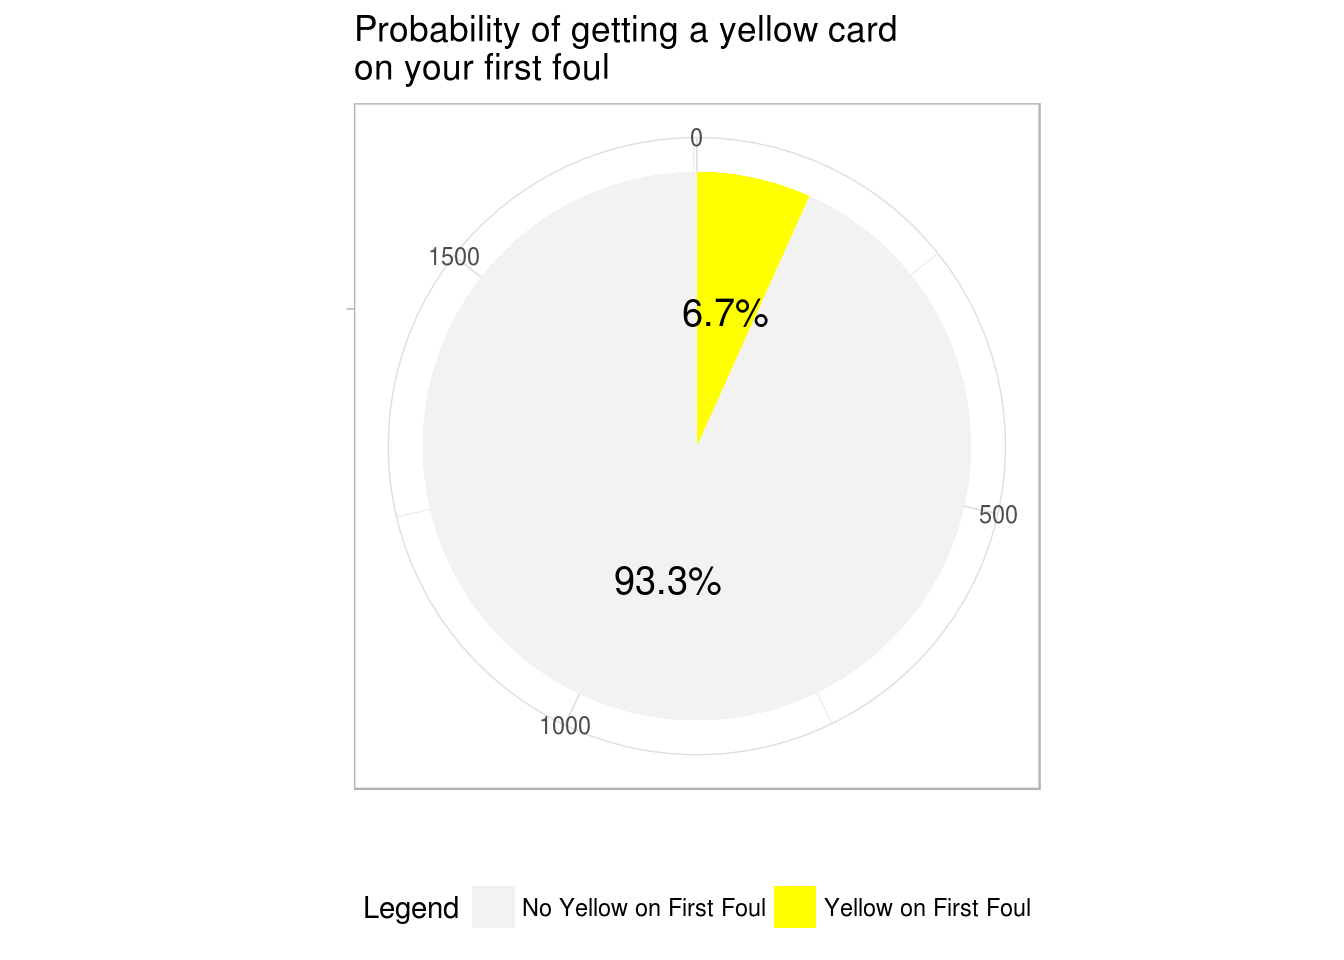 Probability of getting a yellow card
on your first foul
0
1500
6.7%
500
93.3%
1000
Legend
No Yellow on First Foul
Yellow on First Foul